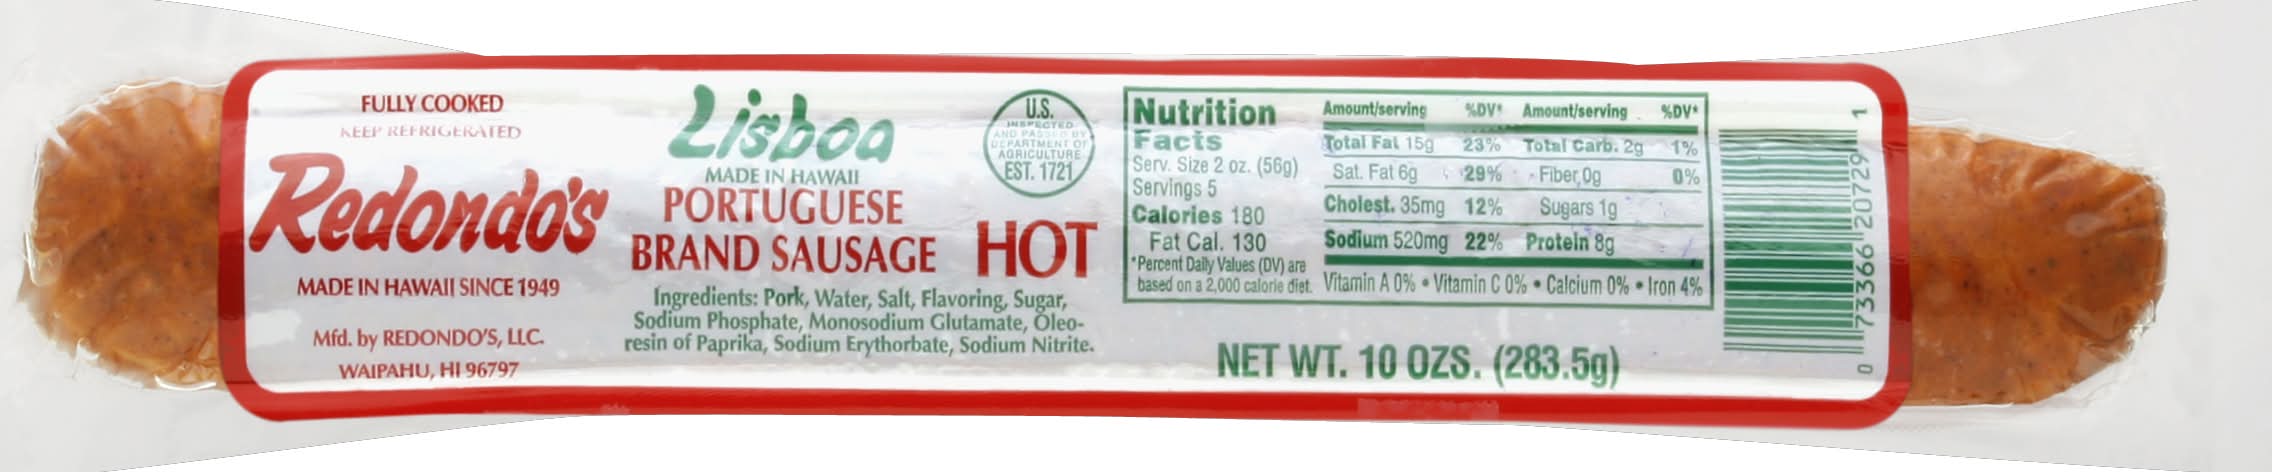 FULLY COOKED
KEEP REFRIGERATED
Redondo's
MADE IN HAWAII SINCE 1949
Mfd. by REDONDO'S, LLC.
WAIPAHU, HI 96797
Lisboa
MADE IN HAWAII
PORTUGUESE
BRAND SAUSAGE
HOT
U.S.
INSPECTED
AND PASSED BY
DEPARTMENT OF
AGRICULTURE
EST. 1721
Ingredients: Pork, Water, Salt, Flavoring, Sugar,
Sodium Phosphate, Monosodium Glutamate, Oleo-
resin of Paprika, Sodium Erythorbate, Sodium Nitrite.
Nutrition
Facts
Serv. Size 2 oz. (56g)
Servings 5
Calories 180
Fat Cal. 130
*Percent Daily Values (DV) are
based on a 2,000 calorie diet.
Amount/serving %DV* Amount/serving %DV*
Total Fat 15g 23% Total Carb. 2g 1%
Sat. Fat 6g 29% Fiber 0g 0%
Cholest. 35mg 12% Sugars 1g
Sodium 520mg 22% Protein 8g
Vitamin A 0% • Vitamin C 0% • Calcium 0% • Iron 4%
NET WT. 10 OZS. (283.5g)
0 73366 20729 1